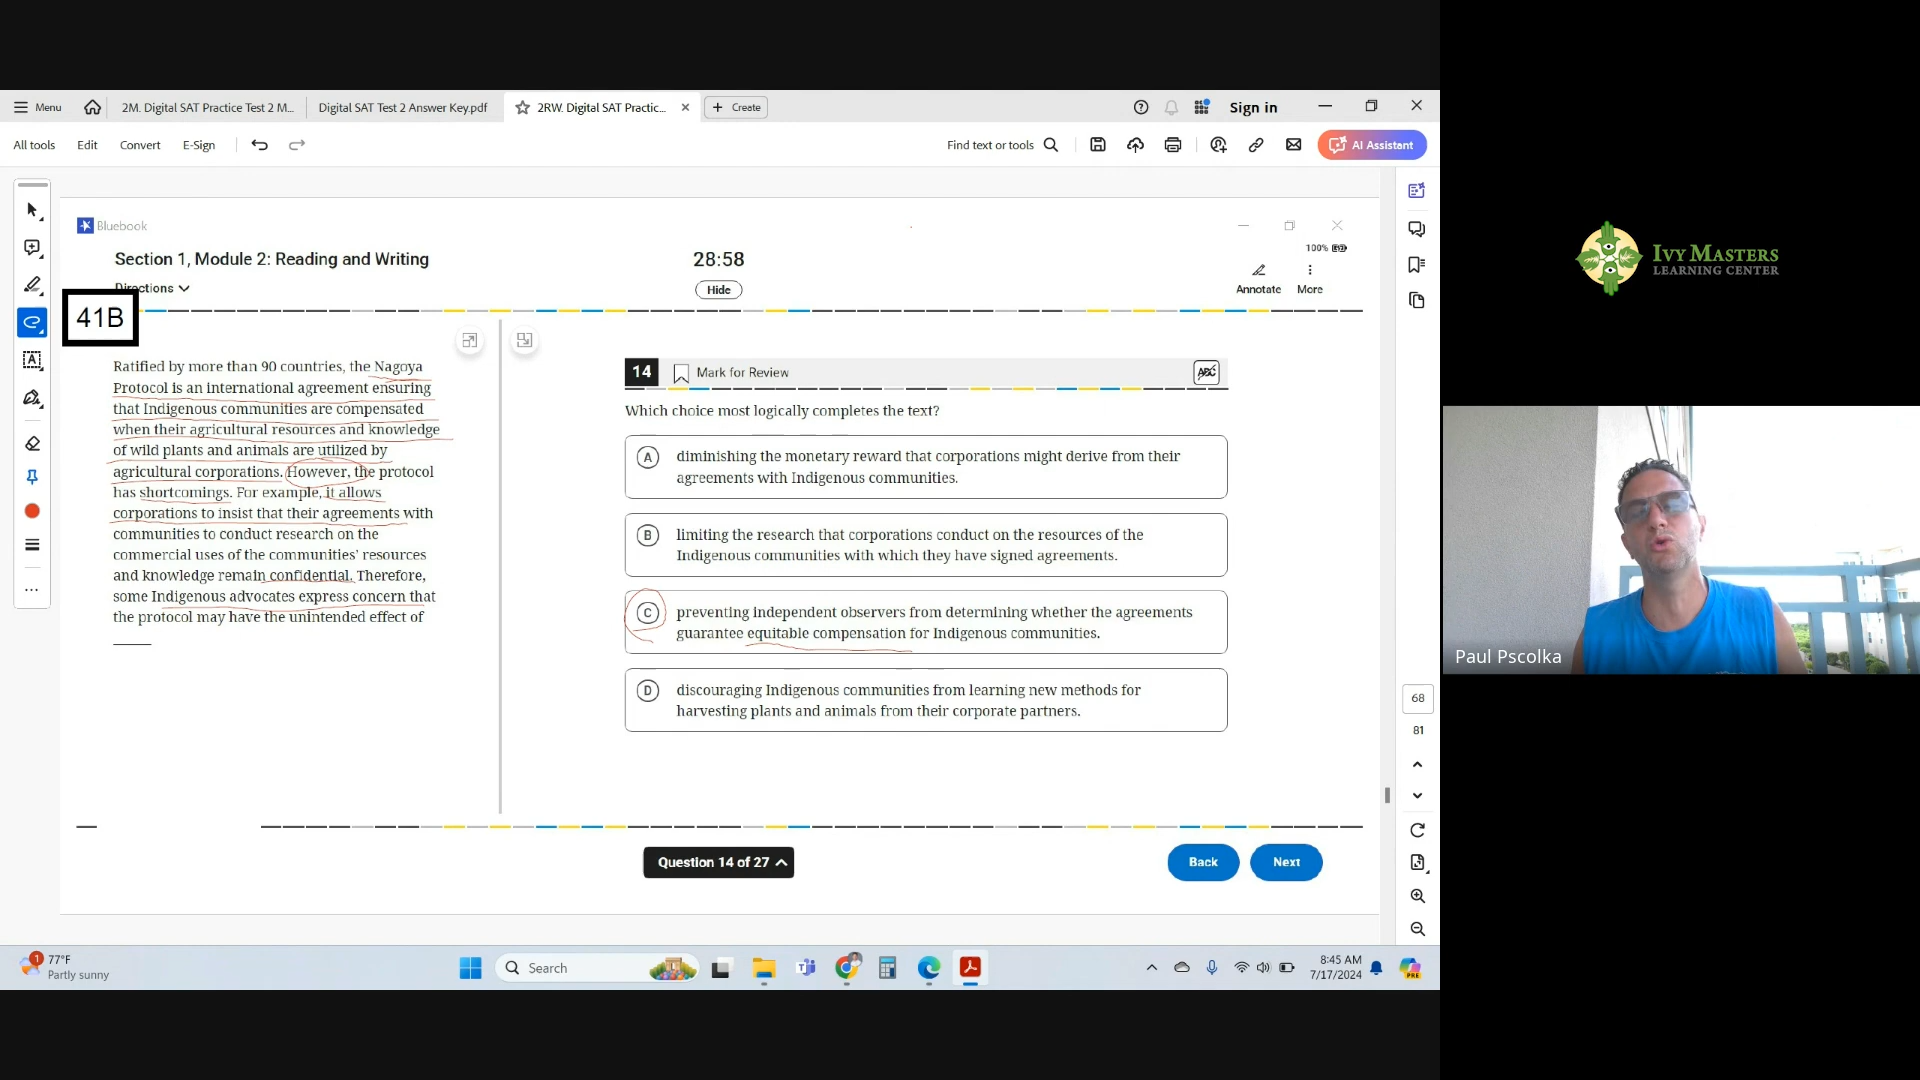 Menu
2M. Digital SAT Practice Test 2 M...
Digital SAT Test 2 Answer Key.pdf
2RW. Digital SAT Practic...
Create
Sign in
All tools
Edit
Convert
E-Sign
Find text or tools
AI Assistant
Bluebook
Section 1, Module 2: Reading and Writing
28:58
100%
Directions
Hide
Annotate
More
41B
Ratified by more than 90 countries, the Nagoya
Protocol is an international agreement ensuring
that Indigenous communities are compensated
when their agricultural resources and knowledge
of wild plants and animals are utilized by
agricultural corporations. However, the protocol
has shortcomings. For example, it allows
corporations to insist that their agreements with
communities to conduct research on the
commercial uses of the communities' resources
and knowledge remain confidential. Therefore,
some Indigenous advocates express concern that
the protocol may have the unintended effect of
______
14
Mark for Review
ABC
Which choice most logically completes the text?
A
diminishing the monetary reward that corporations might derive from their
agreements with Indigenous communities.
B
limiting the research that corporations conduct on the resources of the
Indigenous communities with which they have signed agreements.
C
preventing independent observers from determining whether the agreements
guarantee equitable compensation for Indigenous communities.
D
discouraging Indigenous communities from learning new methods for
harvesting plants and animals from their corporate partners.
68
81
Question 14 of 27
Back
Next
1
77°F
Partly sunny
Search
8:45 AM
7/17/2024
PRE
IVY MASTERS
LEARNING CENTER
Paul Pscolka